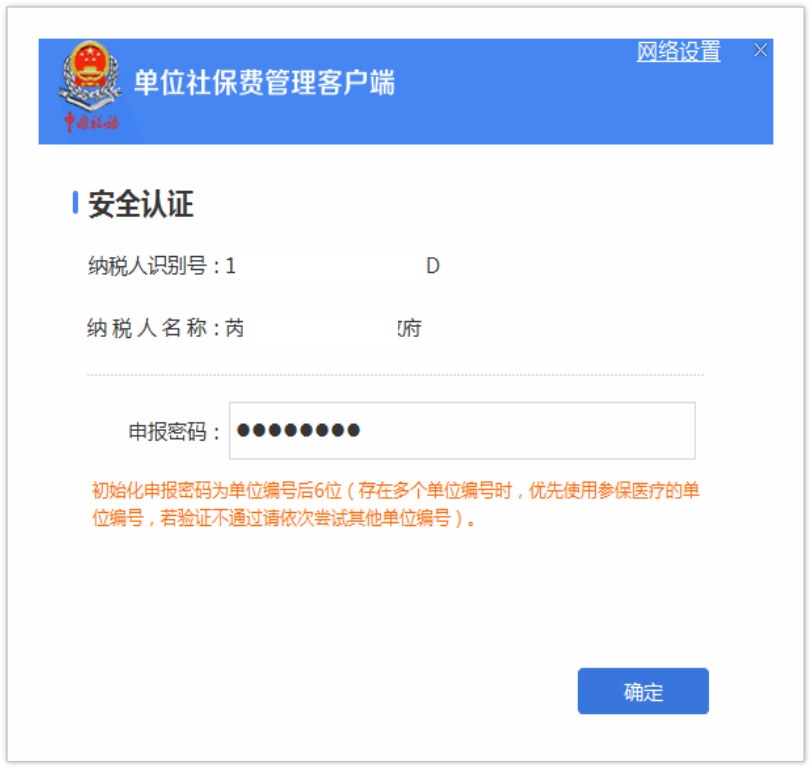 网络设置
单位社保费管理客户端
中国税务
安全认证
纳税人识别号：1 D
纳税人名称：芮 府
申报密码：
初始化申报密码为单位编号后6位（存在多个单位编号时，优先使用参保医疗的单
位编号，若验证不通过请依次尝试其他单位编号）。
确定